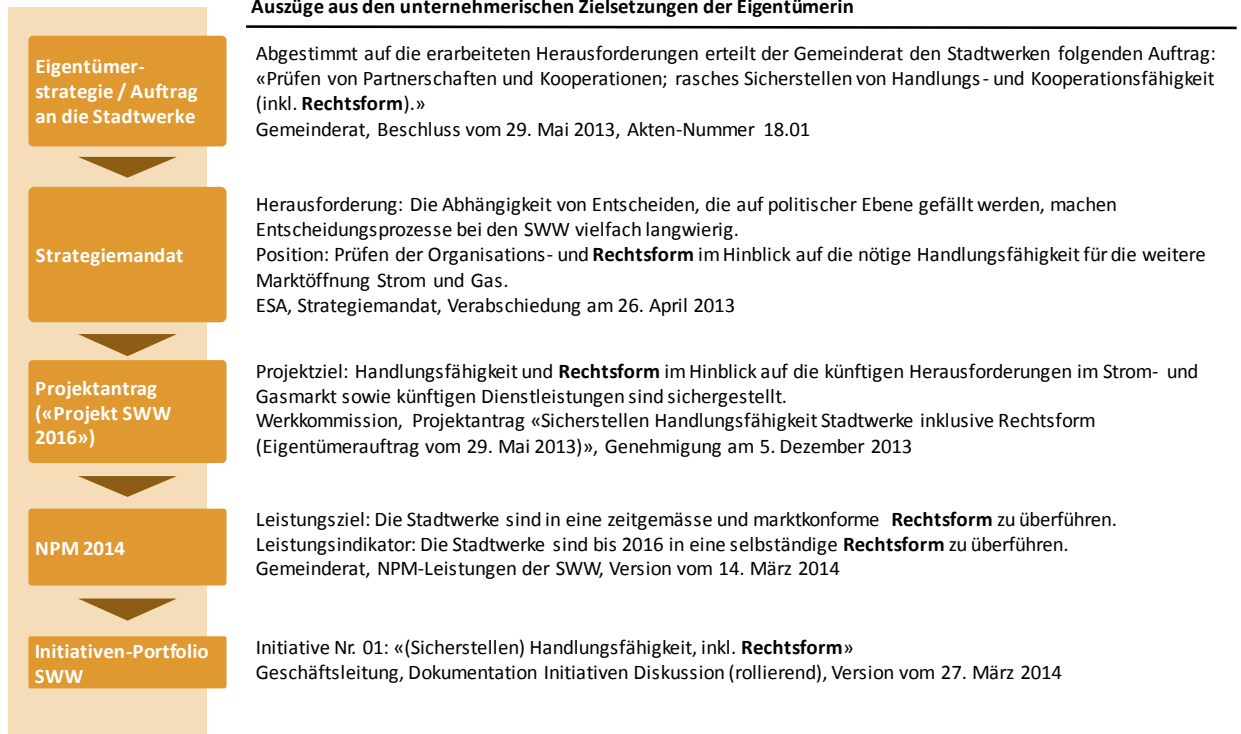 Auszüge aus den unternehmerischen Zielsetzungen der Eigentümerin
Eigentümer-
strategie / Auftrag
an die Stadtwerke
Abgestimmt auf die erarbeiteten Herausforderungen erteilt der Gemeinderat den Stadtwerken folgenden Auftrag:
«Prüfen von Partnerschaften und Kooperationen; rasches Sicherstellen von Handlungs- und Kooperationsfähigkeit
(inkl. Rechtsform).»
Gemeinderat, Beschluss vom 29. Mai 2013, Akten-Nummer 18.01
Strategiemandat
Herausforderung: Die Abhängigkeit von Entscheiden, die auf politischer Ebene gefällt werden, machen
Entscheidungsprozesse bei den SWW vielfach langwierig.
Position: Prüfen der Organisations- und Rechtsform im Hinblick auf die nötige Handlungsfähigkeit für die weitere
Marktöffnung Strom und Gas.
ESA, Strategiemandat, Verabschiedung am 26. April 2013
Projektantrag
(«Projekt SWW
2016»)
Projektziel: Handlungsfähigkeit und Rechtsform im Hinblick auf die künftigen Herausforderungen im Strom- und
Gasmarkt sowie künftigen Dienstleistungen sind sichergestellt.
Werkkommission, Projektantrag «Sicherstellen Handlungsfähigkeit Stadtwerke inklusive Rechtsform
(Eigentümerauftrag vom 29. Mai 2013)», Genehmigung am 5. Dezember 2013
NPM 2014
Leistungsziel: Die Stadtwerke sind in eine zeitgemässe und marktkonforme Rechtsform zu überführen.
Leistungsindikator: Die Stadtwerke sind bis 2016 in eine selbständige Rechtsform zu überführen.
Gemeinderat, NPM-Leistungen der SWW, Version vom 14. März 2014
Initiativen-Portfolio
SWW
Initiative Nr. 01: «(Sicherstellen) Handlungsfähigkeit, inkl. Rechtsform»
Geschäftsleitung, Dokumentation Initiativen Diskussion (rollierend), Version vom 27. März 2014